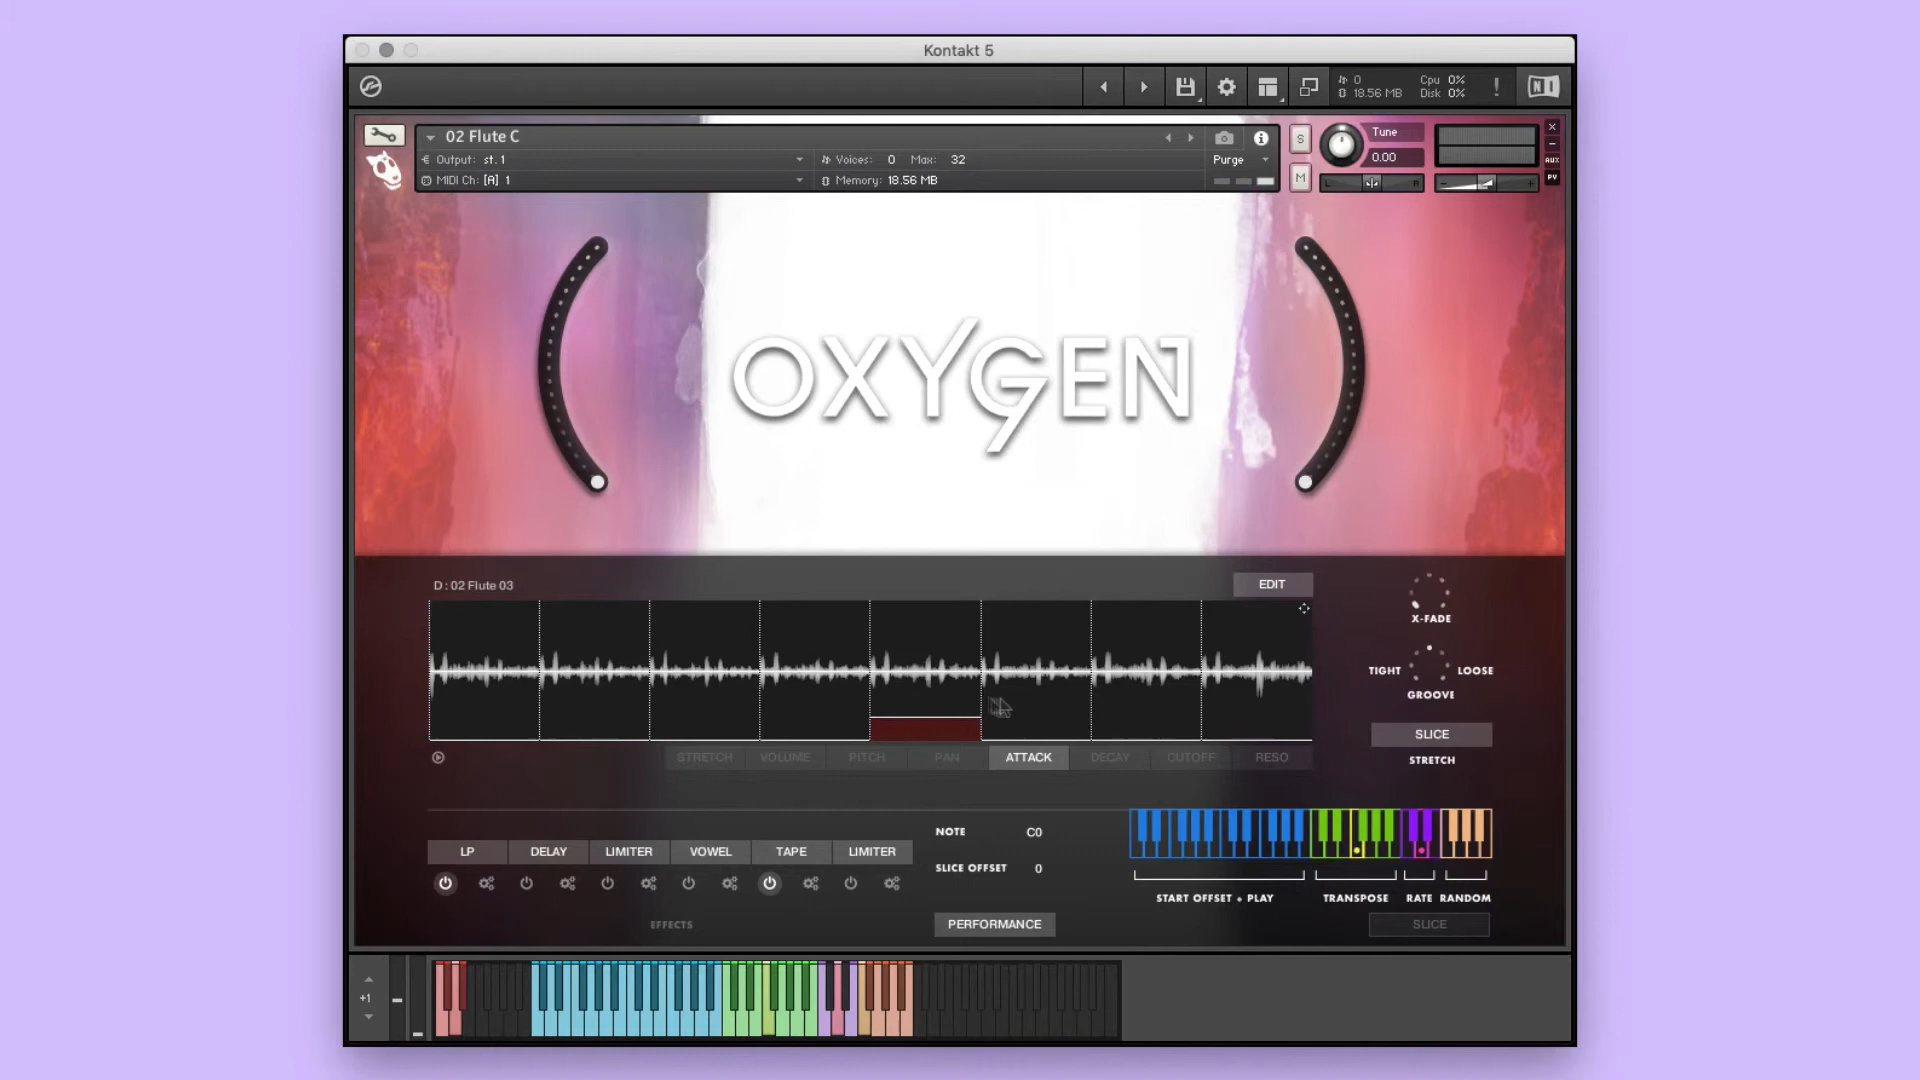 Kontakt 5
0
18.56 MB
Cpu 0%
Disk 0%
!
NI
02 Flute C
Output: st.1
Voices: 0 Max: 32
Purge
MIDI Ch: [A] 1
Memory: 18.56 MB
S
M
Tune
0.00
L R
AUX
PV
OXYGEN
D : 02 Flute 03
EDIT
X-FADE
TIGHT
LOOSE
GROOVE
SLICE
STRETCH
STRETCH VOLUME PITCH PAN ATTACK DECAY CUTOFF RESO
LP DELAY LIMITER VOWEL TAPE LIMITER
EFFECTS
NOTE C0
SLICE OFFSET 0
PERFORMANCE
START OFFSET + PLAY TRANSPOSE RATE RANDOM
SLICE
+1